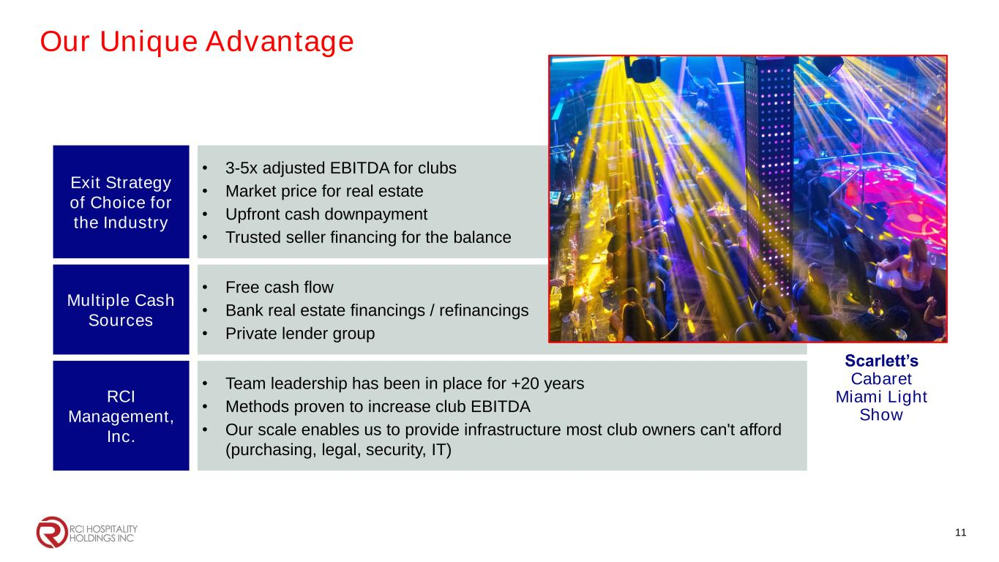 Our Unique Advantage
Exit Strategy
of Choice for
the Industry
• 3-5x adjusted EBITDA for clubs
• Market price for real estate
• Upfront cash downpayment
• Trusted seller financing for the balance
Multiple Cash
Sources
• Free cash flow
• Bank real estate financings / refinancings
• Private lender group
RCI
Management,
Inc.
• Team leadership has been in place for +20 years
• Methods proven to increase club EBITDA
• Our scale enables us to provide infrastructure most club owners can't afford
(purchasing, legal, security, IT)
Scarlett’s
Cabaret
Miami Light
Show
RCI HOSPITALITY
HOLDINGS INC
11